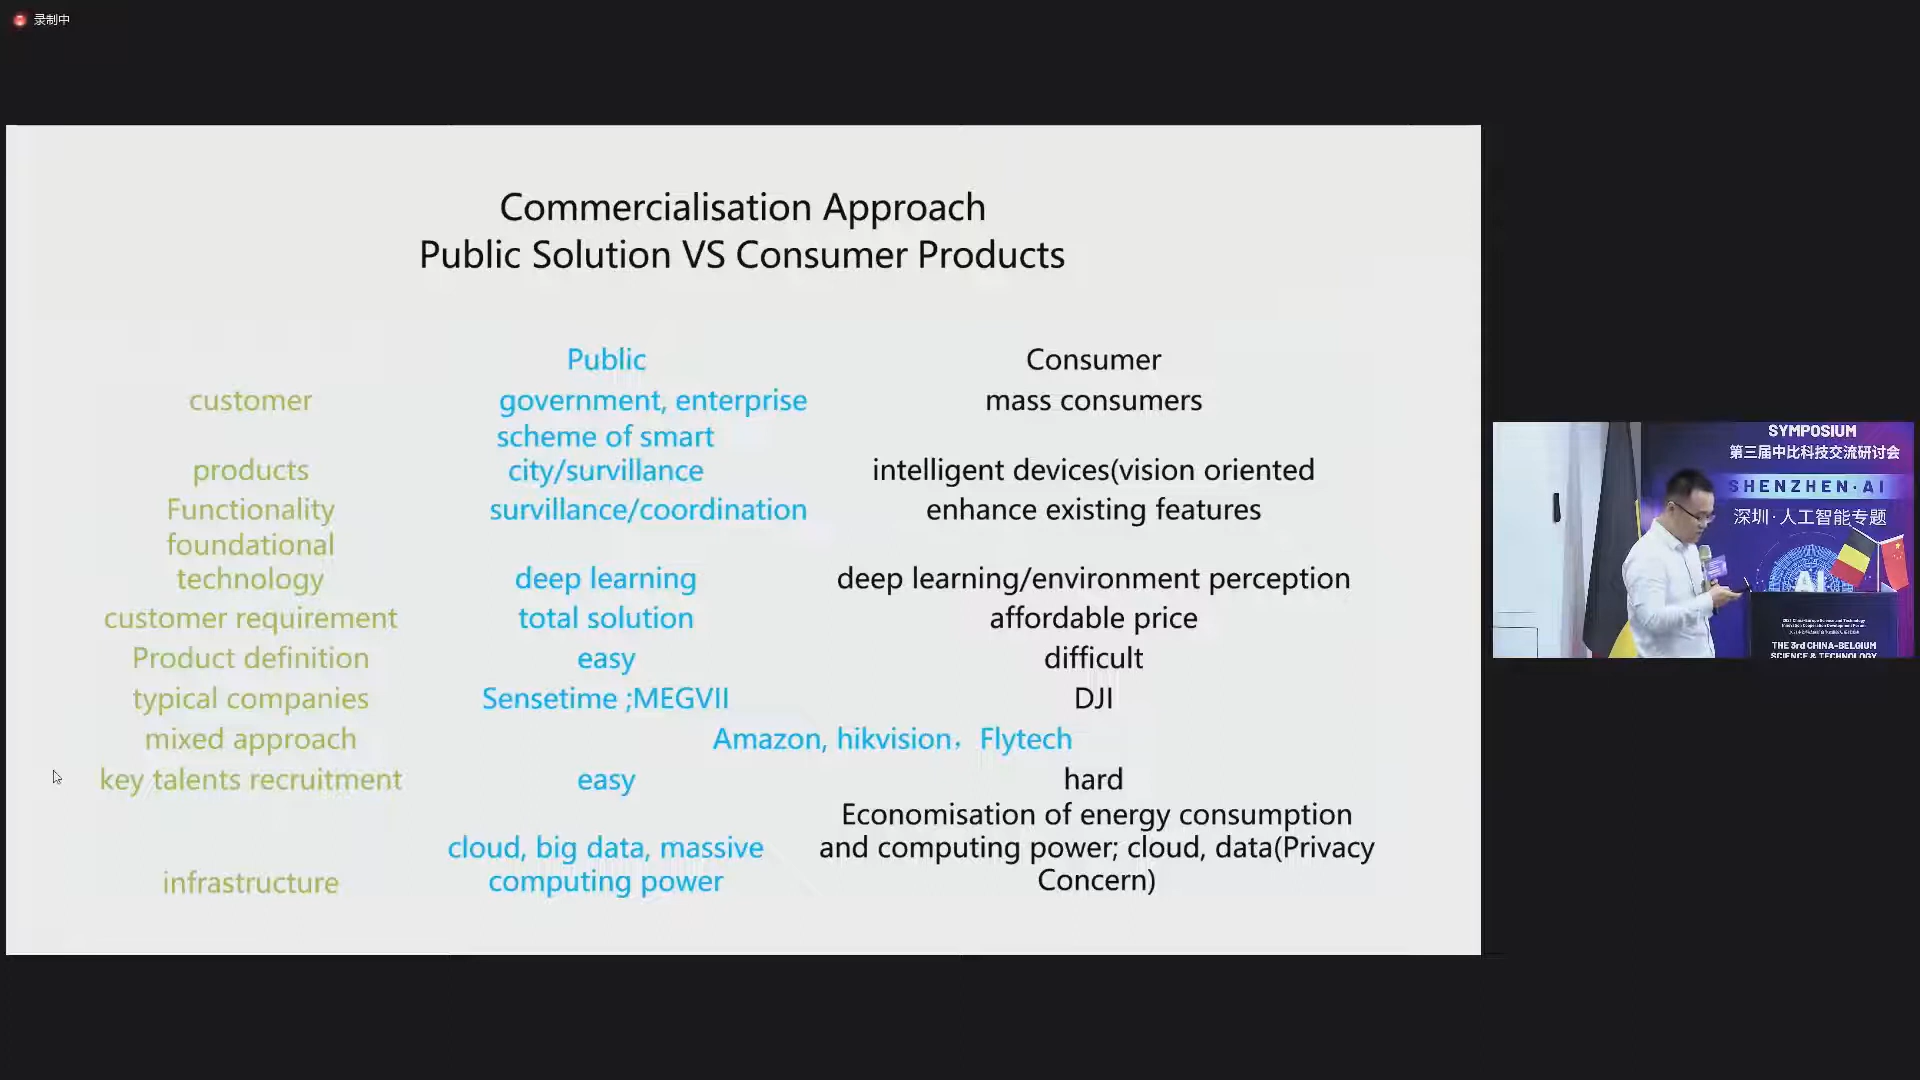 录制中
Commercialisation Approach
Public Solution VS Consumer Products
Public Consumer
customer government, enterprise mass consumers
scheme of smart
products city/survillance intelligent devices(vision oriented
Functionality survillance/coordination enhance existing features
foundational
technology deep learning deep learning/environment perception
customer requirement total solution affordable price
Product definition easy difficult
typical companies Sensetime ;MEGVII DJI
mixed approach Amazon, hikvision，Flytech
key talents recruitment easy hard
Economisation of energy consumption
cloud, big data, massive and computing power; cloud, data(Privacy
infrastructure computing power Concern)
SYMPOSIUM
第三届中比科技交流研讨会
SHENZHEN·AI
深圳·人工智能专题
AI
THE 3rd CHINA-BELGIUM
SCIENCE & TECHNOLOGY